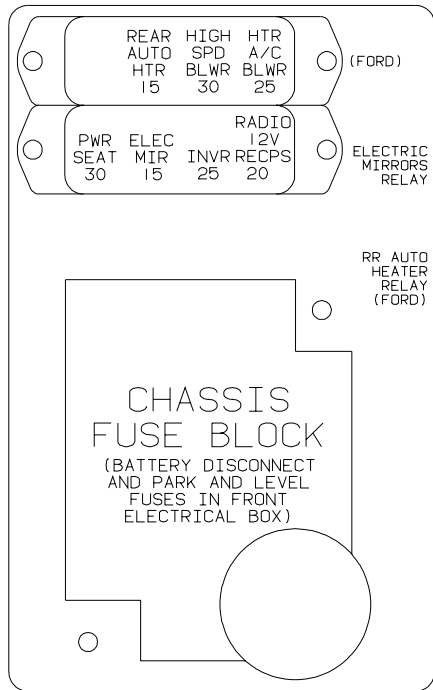 REAR HIGH HTR
AUTO SPD A/C
HTR BLWR BLWR
15 30 25
(FORD)
RADIO
PWR ELEC 12V
SEAT MIR INVR RECPS
30 15 25 20
ELECTRIC
MIRRORS
RELAY
RR AUTO
HEATER
RELAY
(FORD)
CHASSIS
FUSE BLOCK
(BATTERY DISCONNECT
AND PARK AND LEVEL
FUSES IN FRONT
ELECTRICAL BOX)